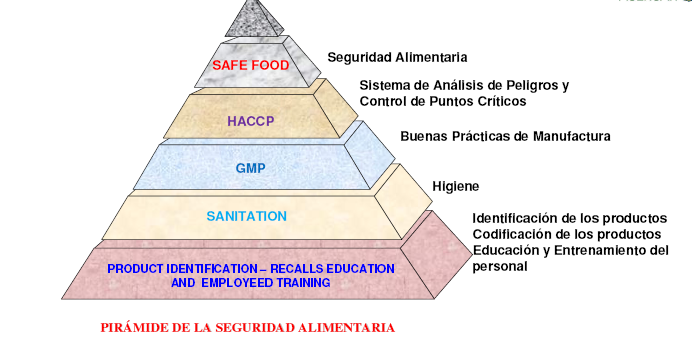 SAFE FOOD
Seguridad Alimentaria
Sistema de Análisis de Peligros y
Control de Puntos Críticos
HACCP
Buenas Prácticas de Manufactura
GMP
Higiene
SANITATION
Identificación de los productos
Codificación de los productos
Educación y Entrenamiento del
personal
PRODUCT IDENTIFICATION – RECALLS EDUCATION
AND EMPLOYEED TRAINING
PIRÁMIDE DE LA SEGURIDAD ALIMENTARIA